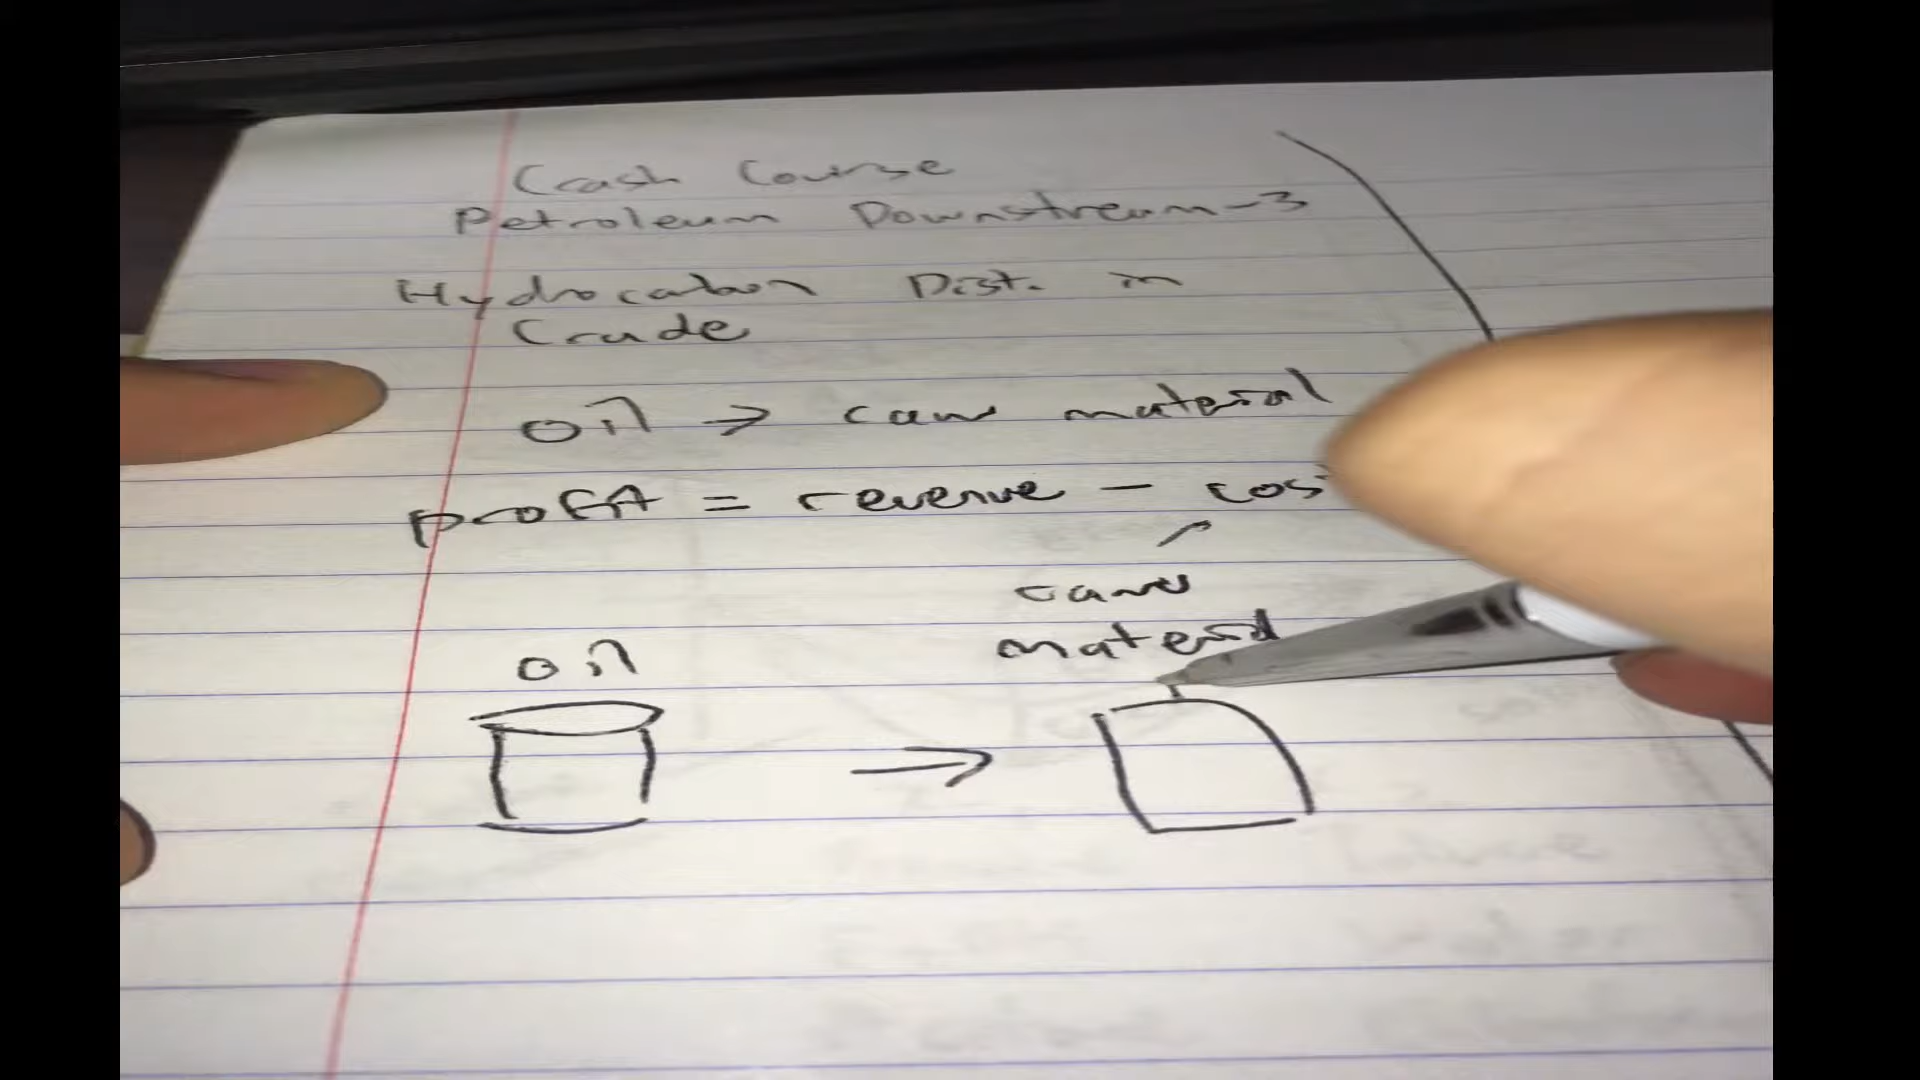 Crash Course
Petroleum Downstream-3
Hydrocarbon Dist. in
Crude
oil → raw material
profit = revenue - cos
raw
material
oil